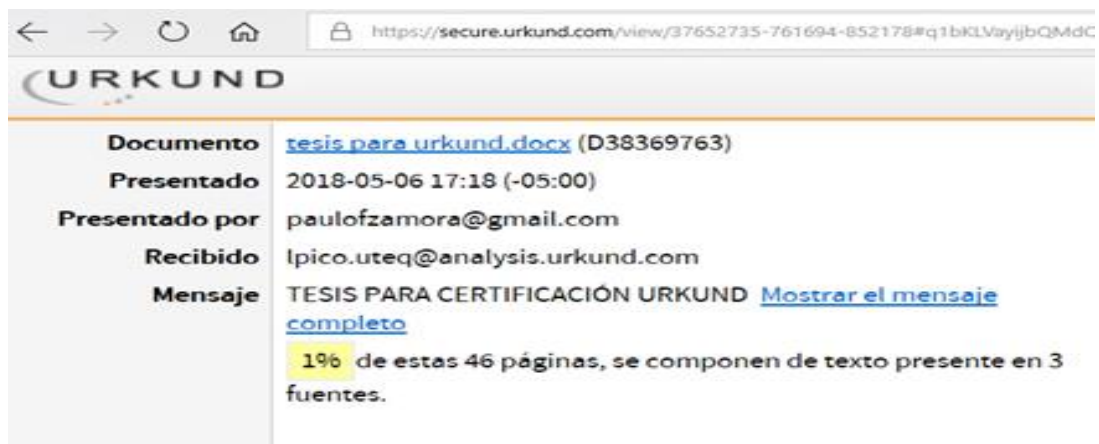 https://secure.urkund.com/view/37652735-761694-852178#q1bKLVayijbQMdC
URKUND
Documento tesis para urkund.docx (D38369763)
Presentado 2018-05-06 17:18 (-05:00)
Presentado por paulofzamora@gmail.com
Recibido lpico.uteq@analysis.urkund.com
Mensaje TESIS PARA CERTIFICACIÓN URKUND Mostrar el mensaje
completo
1% de estas 46 páginas, se componen de texto presente en 3
fuentes.